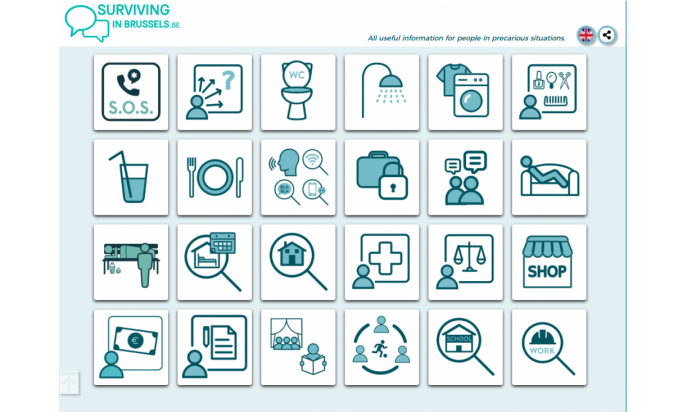 SURVIVING
IN BRUSSELS.BE
All useful information for people in precarious situations.
S.O.S.
?
WC
SHOP
€
SCHOOL
WORK